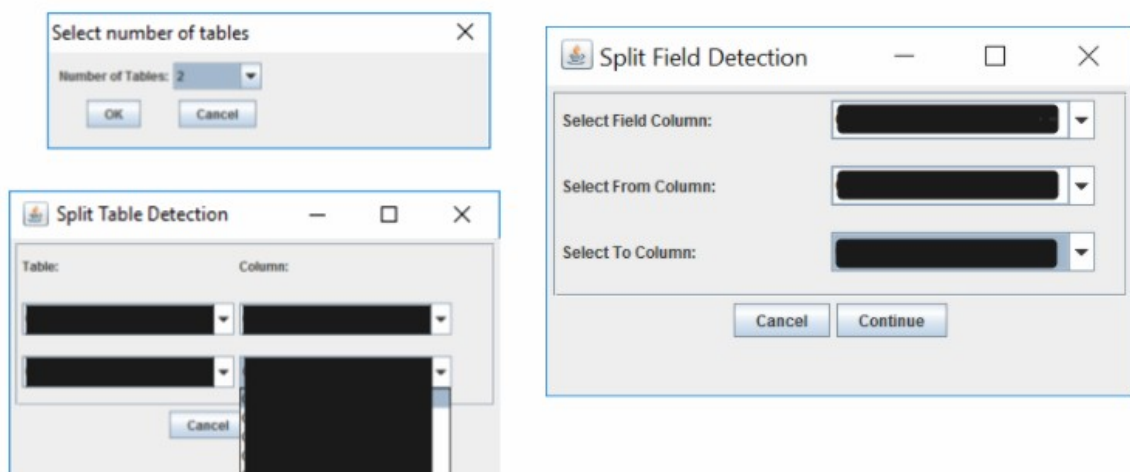 Select number of tables
Number of Tables: 2
OK Cancel
Split Table Detection
Table: Column:
Cancel
Split Field Detection
Select Field Column:
Select From Column:
Select To Column:
Cancel Continue